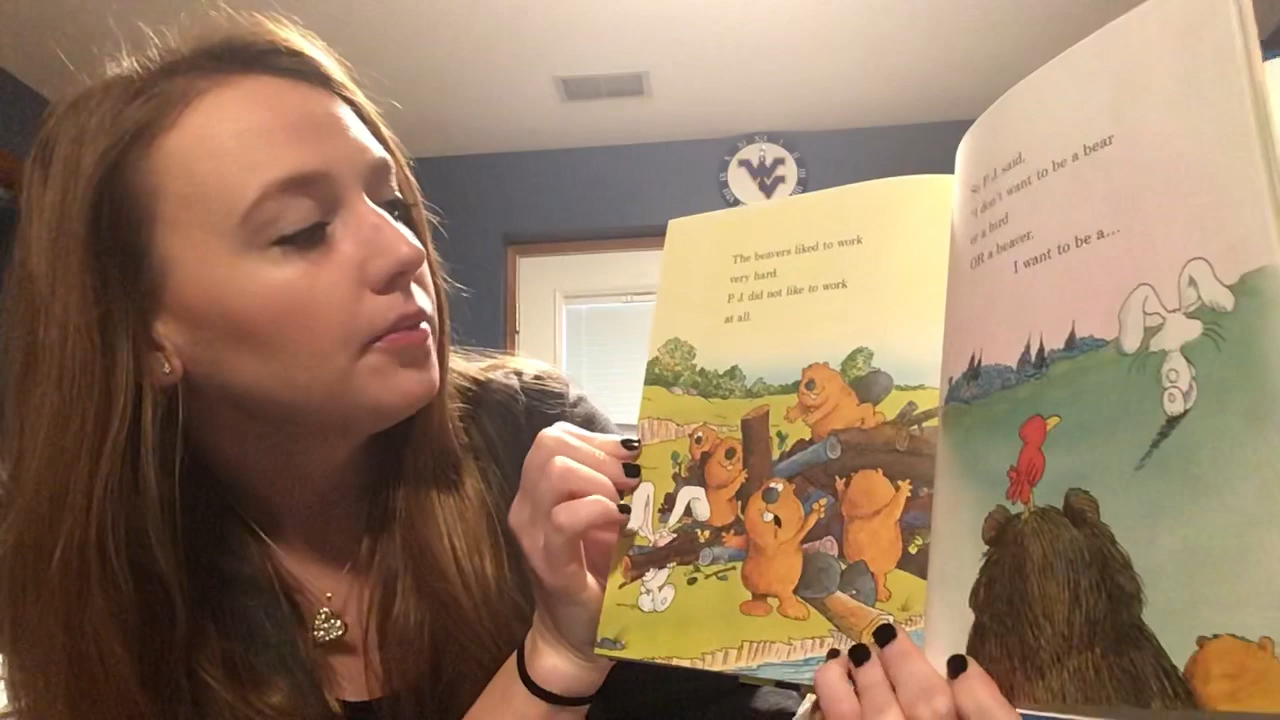 WV
The beavers liked to work
very hard.
P. J. did not like to work
at all.
So P. J. said,
"I don't want to be a bear
or a bird
OR a beaver,
I want to be a...